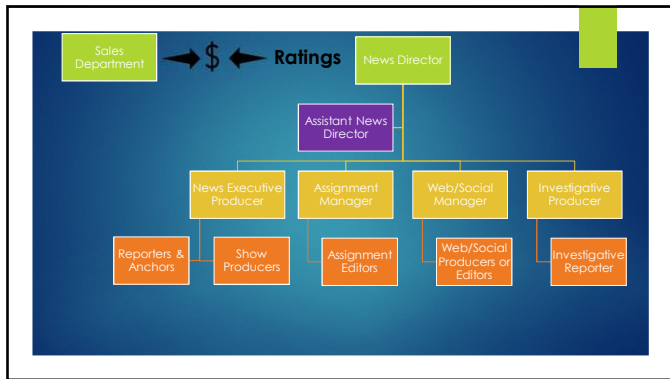 Sales
Department
$
Ratings
News Director
Assistant News
Director
News Executive
Producer
Assignment
Manager
Web/Social
Manager
Investigative
Producer
Reporters &
Anchors
Show
Producers
Assignment
Editors
Web/Social
Producers or
Editors
Investigative
Reporter